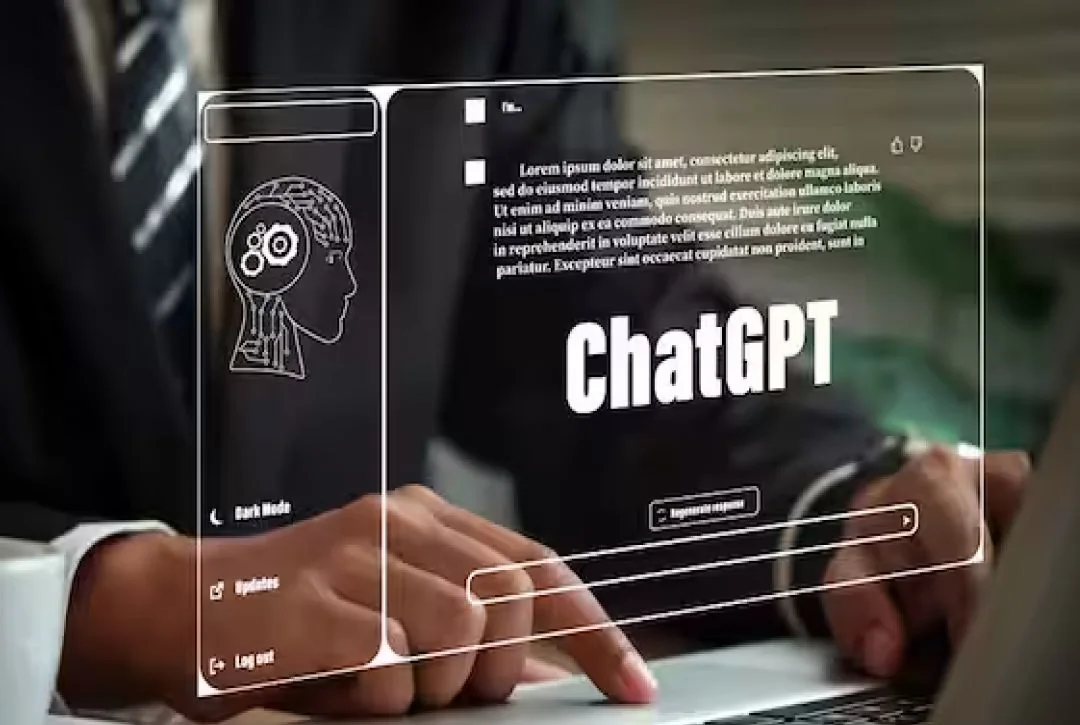 I'm...
Lorem ipsum dolor sit amet, consectetur adipiscing elit,
sed do eiusmod tempor incididunt ut labore et dolore magna aliqua.
Ut enim ad minim veniam, quis nostrud exercitation ullamco laboris
nisi ut aliquip ex ea commodo consequat. Duis aute irure dolor
in reprehenderit in voluptate velit esse cillum dolore eu fugiat nulla
pariatur. Excepteur sint occaecat cupidatat non proident, sunt in
ChatGPT
Regenerate response
Dark Mode
Updates
Log out